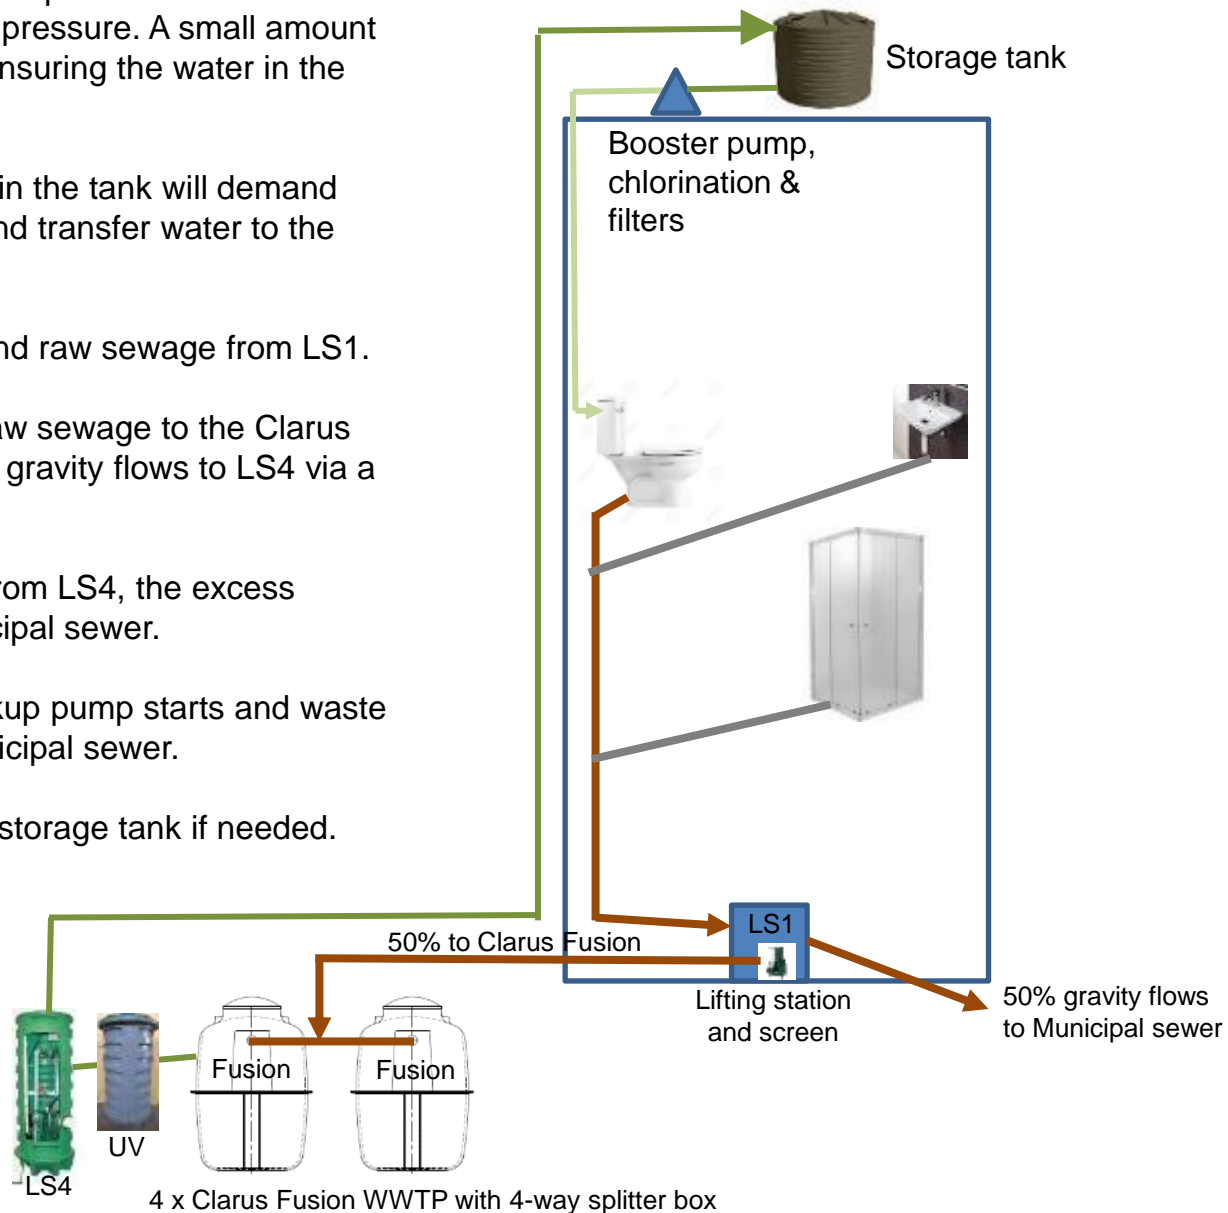 pressure. A small amount
nsuring the water in the
in the tank will demand
nd transfer water to the
nd raw sewage from LS1.
aw sewage to the Clarus
gravity flows to LS4 via a
rom LS4, the excess
cipal sewer.
kup pump starts and waste
nicipal sewer.
storage tank if needed.
Storage tank
Booster pump,
chlorination &
filters
LS1
50% to Clarus Fusion
Lifting station
and screen
50% gravity flows
to Municipal sewer
Fusion
Fusion
UV
LS4
4 x Clarus Fusion WWTP with 4-way splitter box